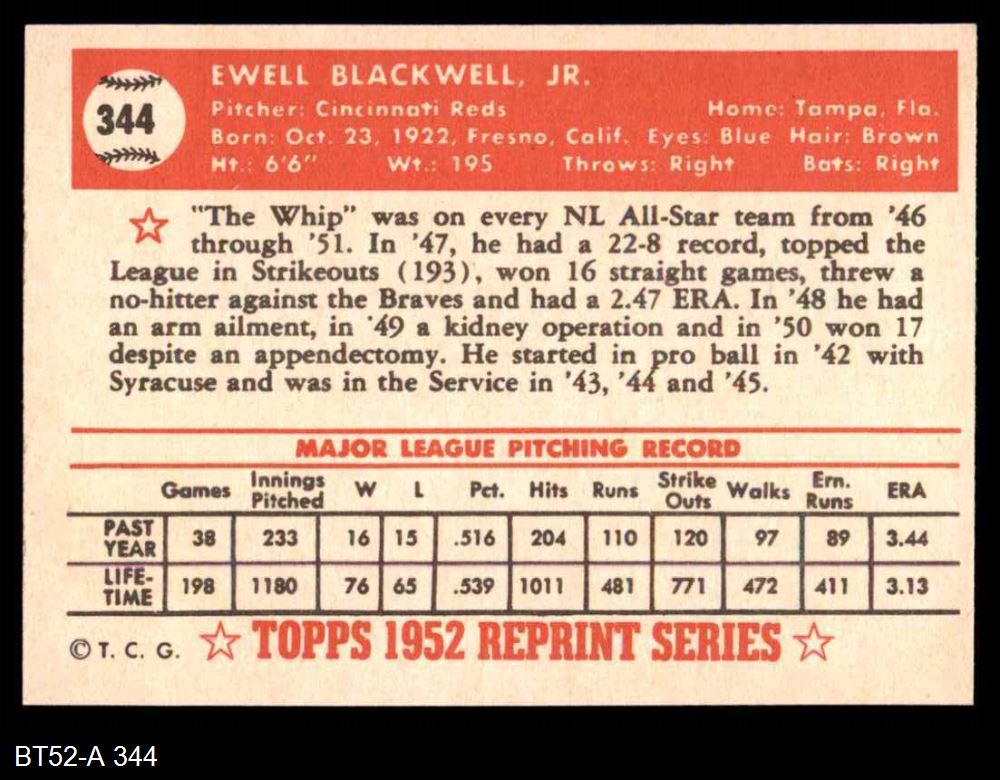 344
EWELL BLACKWELL, JR.
Pitcher: Cincinnati Reds Home: Tampa, Fla.
Born: Oct. 23, 1922, Fresno, Calif. Eyes: Blue Hair: Brown
Ht.: 6'6" Wt.: 195 Throws: Right Bats: Right
"The Whip" was on every NL All-Star team from '46
through '51. In '47, he had a 22-8 record, topped the
League in Strikeouts (193), won 16 straight games, threw a
no-hitter against the Braves and had a 2.47 ERA. In '48 he had
an arm ailment, in '49 a kidney operation and in '50 won 17
despite an appendectomy. He started in pro ball in '42 with
Syracuse and was in the Service in '43, '44 and '45.
MAJOR LEAGUE PITCHING RECORD
Games Innings Pitched W L Pct. Hits Runs Strike Outs Walks Ern. Runs ERA
PAST YEAR 38 233 16 15 .516 204 110 120 97 89 3.44
LIFE-TIME 198 1180 76 65 .539 1011 481 771 472 411 3.13
© T. C. G. TOPPS 1952 REPRINT SERIES
BT52-A 344